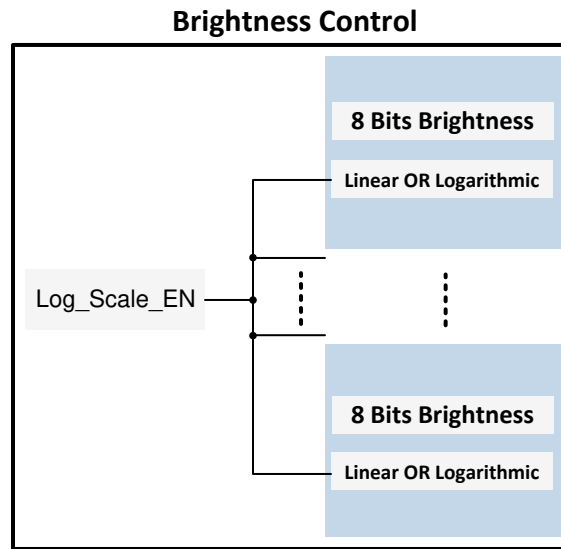 Brightness Control
8 Bits Brightness
Linear OR Logarithmic
Log_Scale_EN
8 Bits Brightness
Linear OR Logarithmic